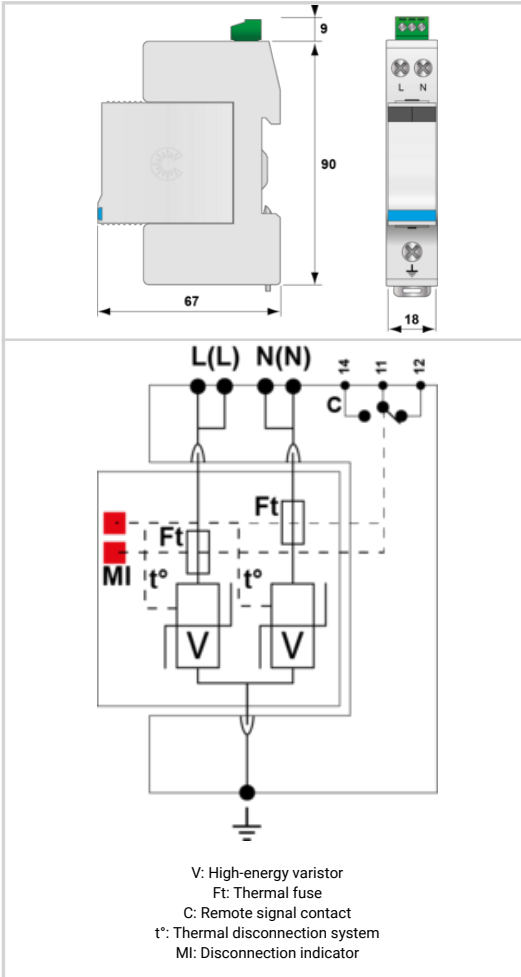 9
L N
90
67
18
L(L) N(N) 14 11 12
C
Ft
Ft
MI t° t°
V V
V: High-energy varistor
Ft: Thermal fuse
C: Remote signal contact
t°: Thermal disconnection system
MI: Disconnection indicator